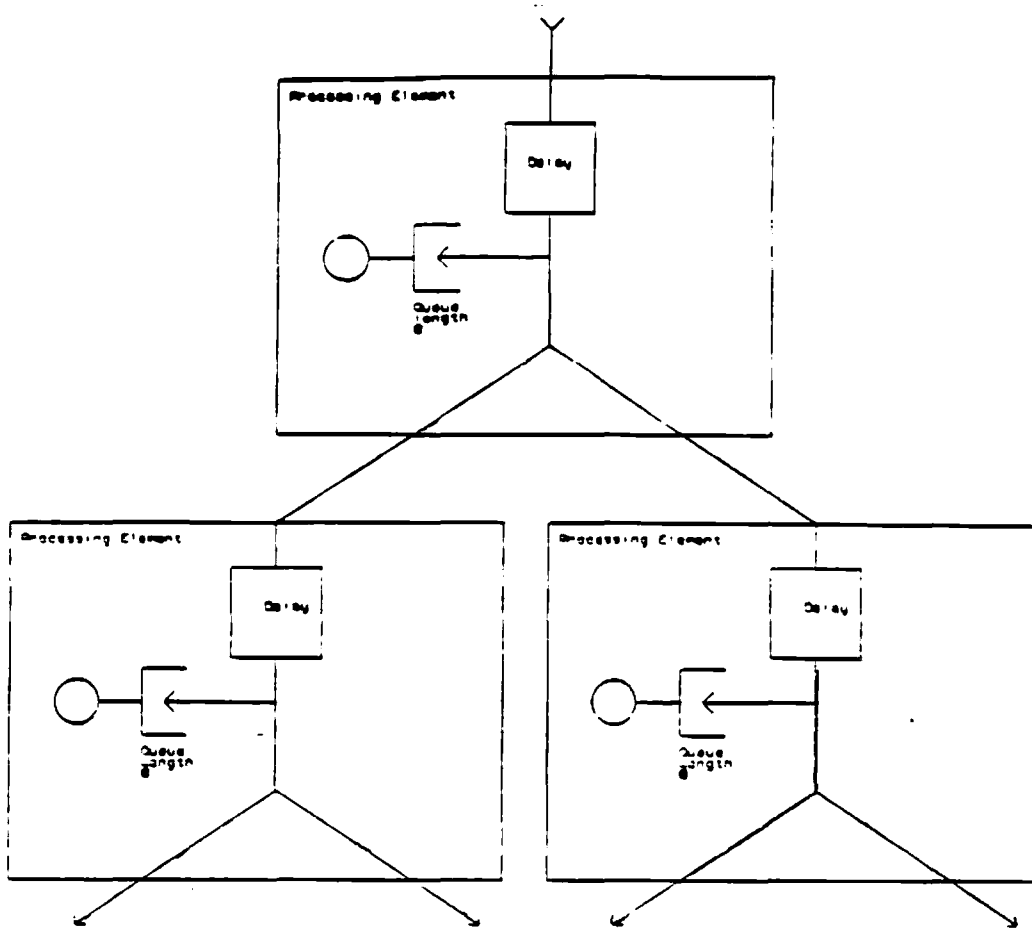 Processing Element
Delay
Queue
Length
0
Processing Element
Processing Element
Delay
Delay
Queue
Length
0
Queue
Length
0